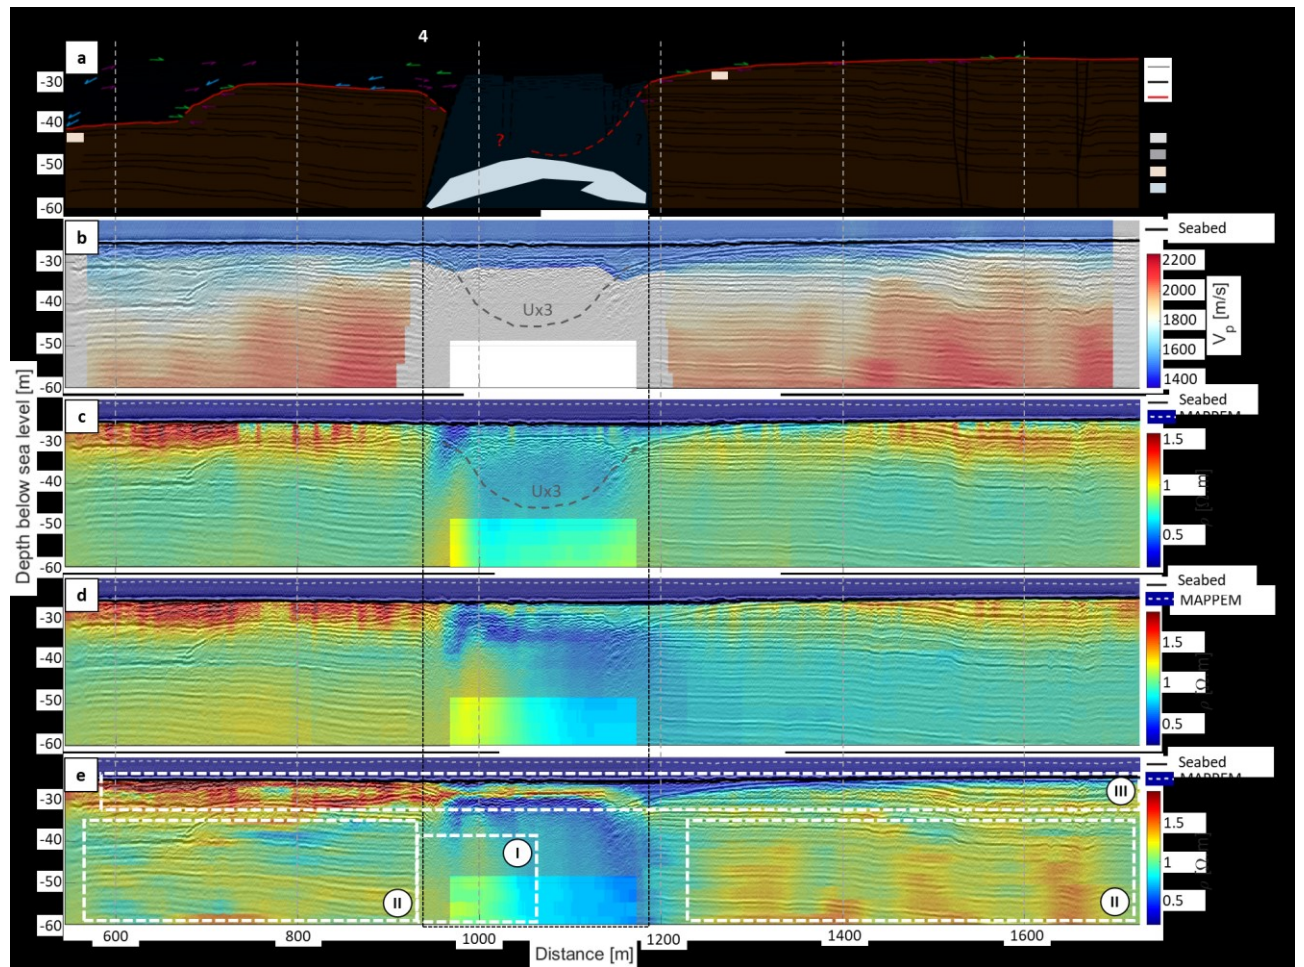 4
a
-30
-40
-50
-60
?
?
?
b
Seabed
-30
-40
-50
-60
Ux3
2200
2000
1800
1600
1400
Vp [m/s]
c
Seabed
MAPPEM
-30
-40
-50
-60
Ux3
1.5
1
0.5
ρ [Ω.m]
Depth below sea level [m]
d
Seabed
MAPPEM
-30
-40
-50
-60
1.5
1
0.5
ρ [Ω.m]
e
Seabed
MAPPEM
-30
-40
-50
-60
III
I
II
II
1.5
1
0.5
ρ [Ω.m]
600
800
1000
1200
1400
1600
Distance [m]